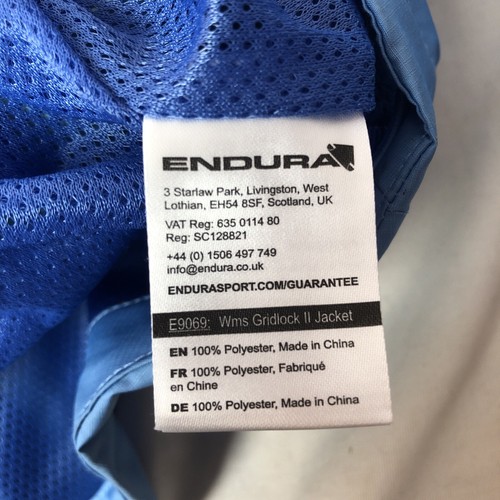 ENDURA
3 Starlaw Park, Livingston, West
Lothian, EH54 8SF, Scotland, UK
VAT Reg: 635 0114 80
Reg: SC128821
+44 (0) 1506 497 749
info@endura.co.uk
ENDURASPORT.COM/GUARANTEE
E9069: Wms Gridlock II Jacket
EN 100% Polyester, Made in China
FR 100% Polyester, Fabriqué
en Chine
DE 100% Polyester, Made in China